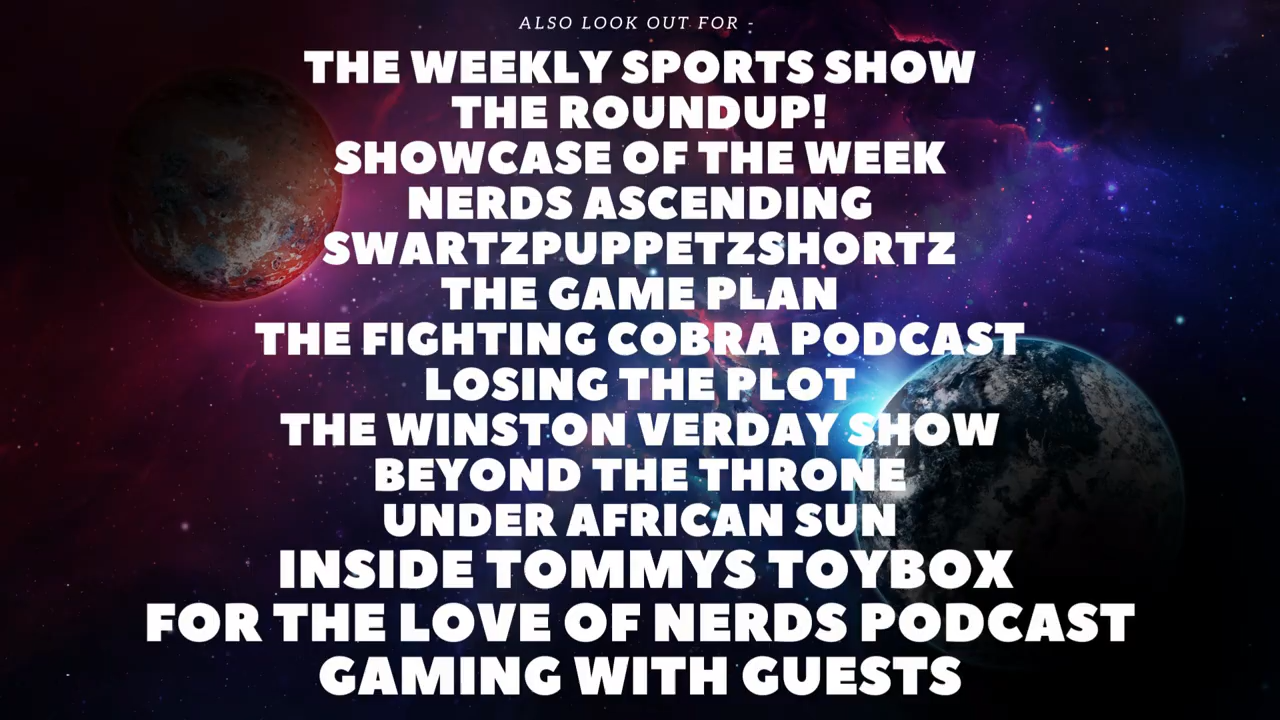 ALSO LOOK OUT FOR -
THE WEEKLY SPORTS SHOW
THE ROUNDUP!
SHOWCASE OF THE WEEK
NERDS ASCENDING
SWARTZPUPPETZSHORTZ
THE GAME PLAN
THE FIGHTING COBRA PODCAST
LOSING THE PLOT
THE WINSTON VERDAY SHOW
BEYOND THE THRONE
UNDER AFRICAN SUN
INSIDE TOMMYS TOYBOX
FOR THE LOVE OF NERDS PODCAST
GAMING WITH GUESTS